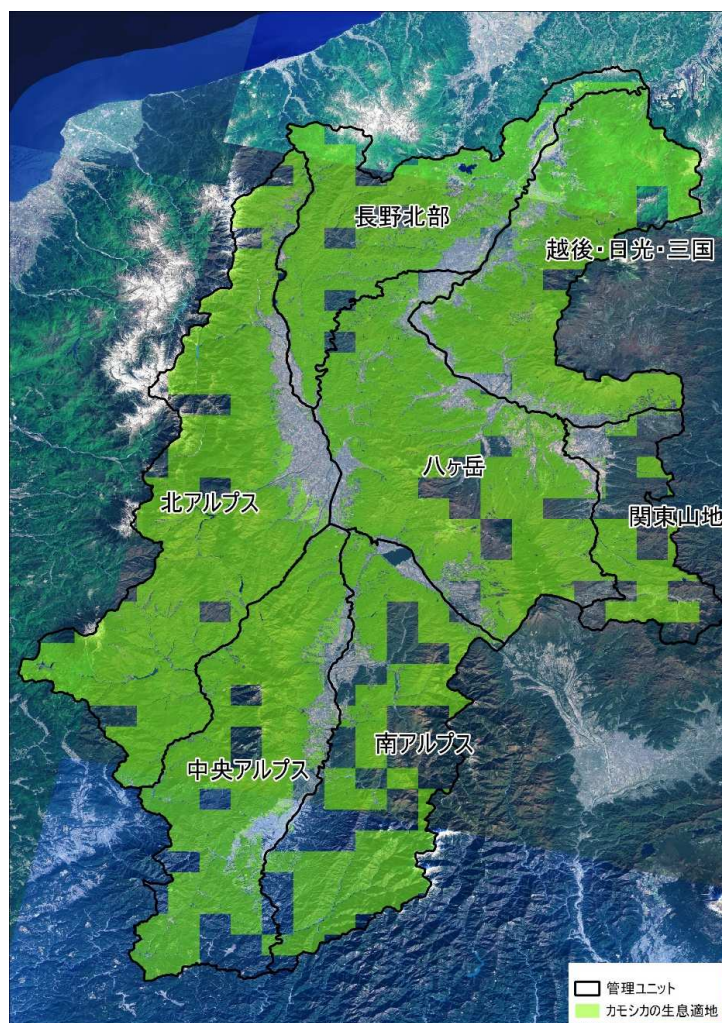 長野北部
越後・日光・三国
八ヶ岳
北アルプス
関東山地
南アルプス
中央アルプス
管理ユニット
カモシカの生息適地